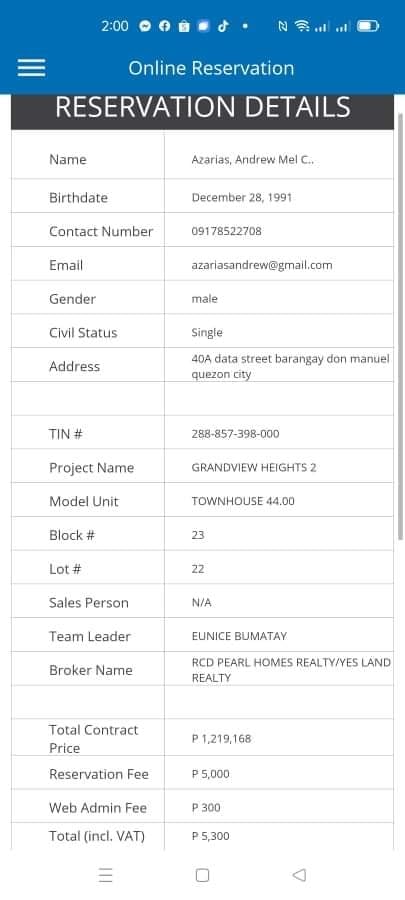 2:00
Online Reservation
RESERVATION DETAILS
Name Azarias, Andrew Mel C..
Birthdate December 28, 1991
Contact Number 09178522708
Email azariasandrew@gmail.com
Gender male
Civil Status Single
Address 40A data street barangay don manuel
quezon city
TIN # 288-857-398-000
Project Name GRANDVIEW HEIGHTS 2
Model Unit TOWNHOUSE 44.00
Block # 23
Lot # 22
Sales Person N/A
Team Leader EUNICE BUMATAY
Broker Name RCD PEARL HOMES REALTY/YES LAND
REALTY
Total Contract
Price P 1,219,168
Reservation Fee P 5,000
Web Admin Fee P 300
Total (incl. VAT) P 5,300